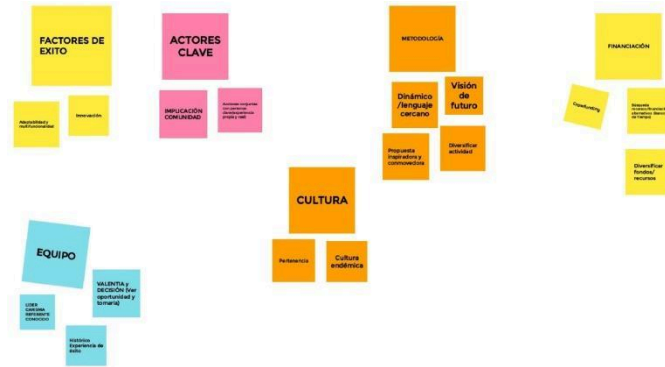 FACTORES DE
EXITO
Adaptabilidad y
multifuncionalidad
Innovación
ACTORES
CLAVE
IMPLICACIÓN
COMUNIDAD
METODOLOGÍA
Dinámico
/lenguaje
cercano
Visión
de
futuro
Propuesta
inspiradora y
conmovedora
Diversificar
actividad
FINANCIACIÓN
Crowfunding
Diversificar
fondos/
recursos
CULTURA
Pertenencia
Cultura
endémica
EQUIPO
VALENTIA y
DECISIÓN (Ver
oportunidad y
tomarla)
LÍDER
CARISMA
REFERENTE
CONOCIDO
Histórico
Experiencia de
éxito